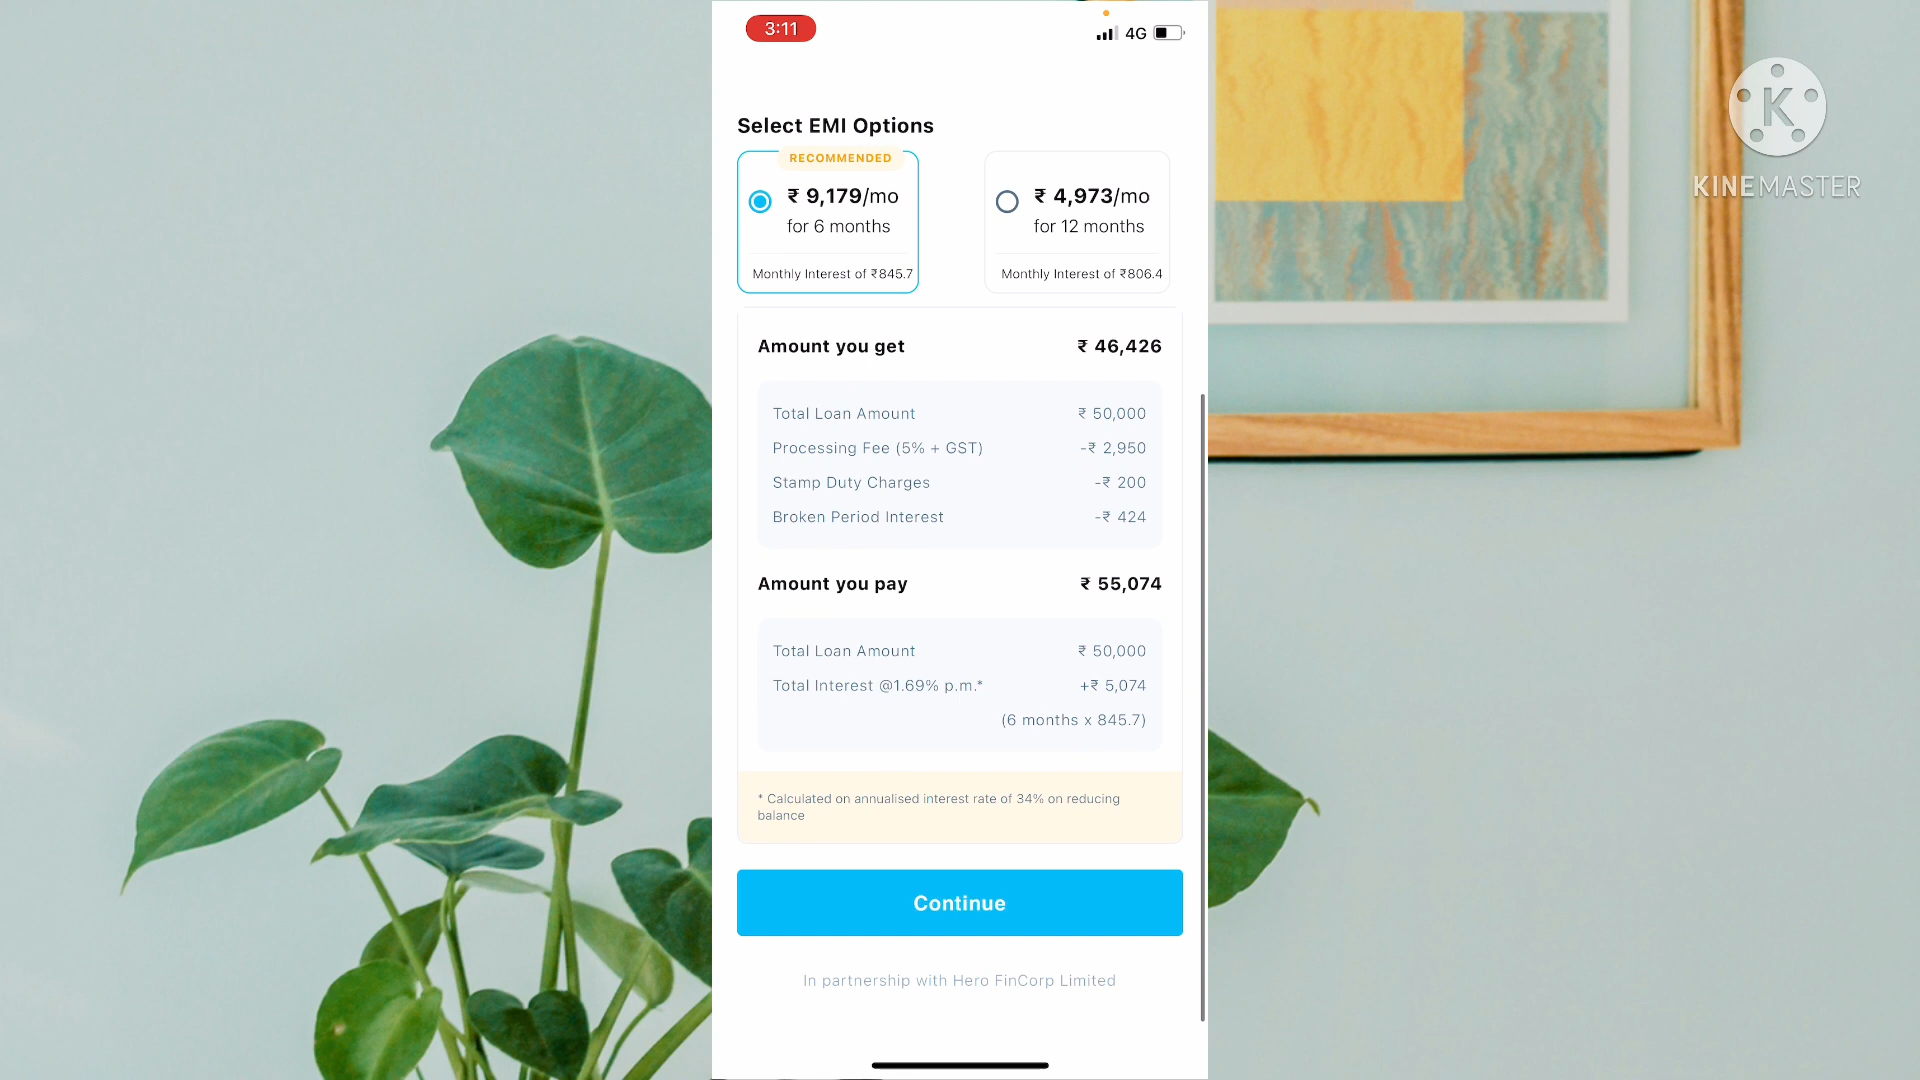 3:11
4G
Select EMI Options
RECOMMENDED
₹ 9,179/mo
for 6 months
Monthly Interest of ₹845.7
₹ 4,973/mo
for 12 months
Monthly Interest of ₹806.4
Amount you get ₹ 46,426
Total Loan Amount ₹ 50,000
Processing Fee (5% + GST) -₹ 2,950
Stamp Duty Charges -₹ 200
Broken Period Interest -₹ 424
Amount you pay ₹ 55,074
Total Loan Amount ₹ 50,000
Total Interest @1.69% p.m.* +₹ 5,074
(6 months x 845.7)
* Calculated on annualised interest rate of 34% on reducing
balance
Continue
In partnership with Hero FinCorp Limited
K
KINEMASTER